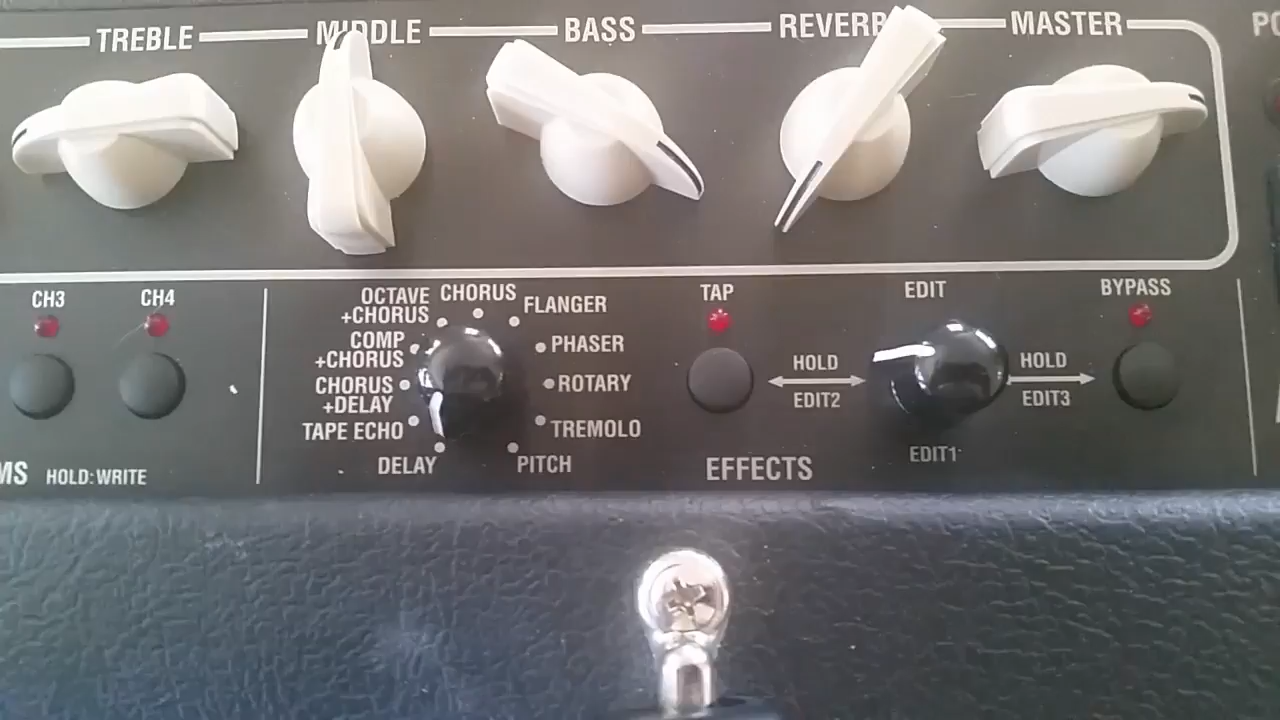 TREBLE MIDDLE BASS REVERB MASTER
CH3 CH4
OCTAVE
+CHORUS
CHORUS
FLANGER
COMP
+CHORUS
PHASER
CHORUS
+DELAY
ROTARY
TAPE ECHO
TREMOLO
DELAY
PITCH
TAP
EDIT
BYPASS
HOLD
EDIT2
HOLD
EDIT3
EDIT1
HOLD:WRITE
EFFECTS